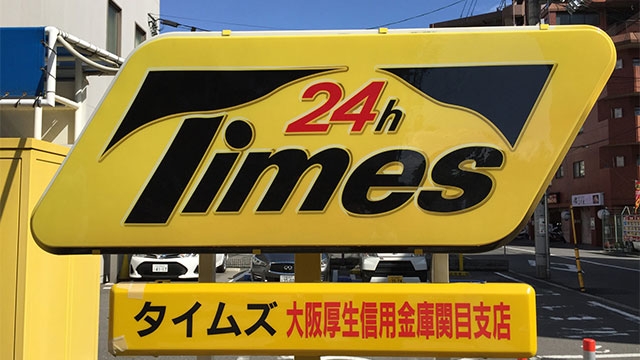 24h
Times
タイムズ 大阪厚生信用金庫関目支店